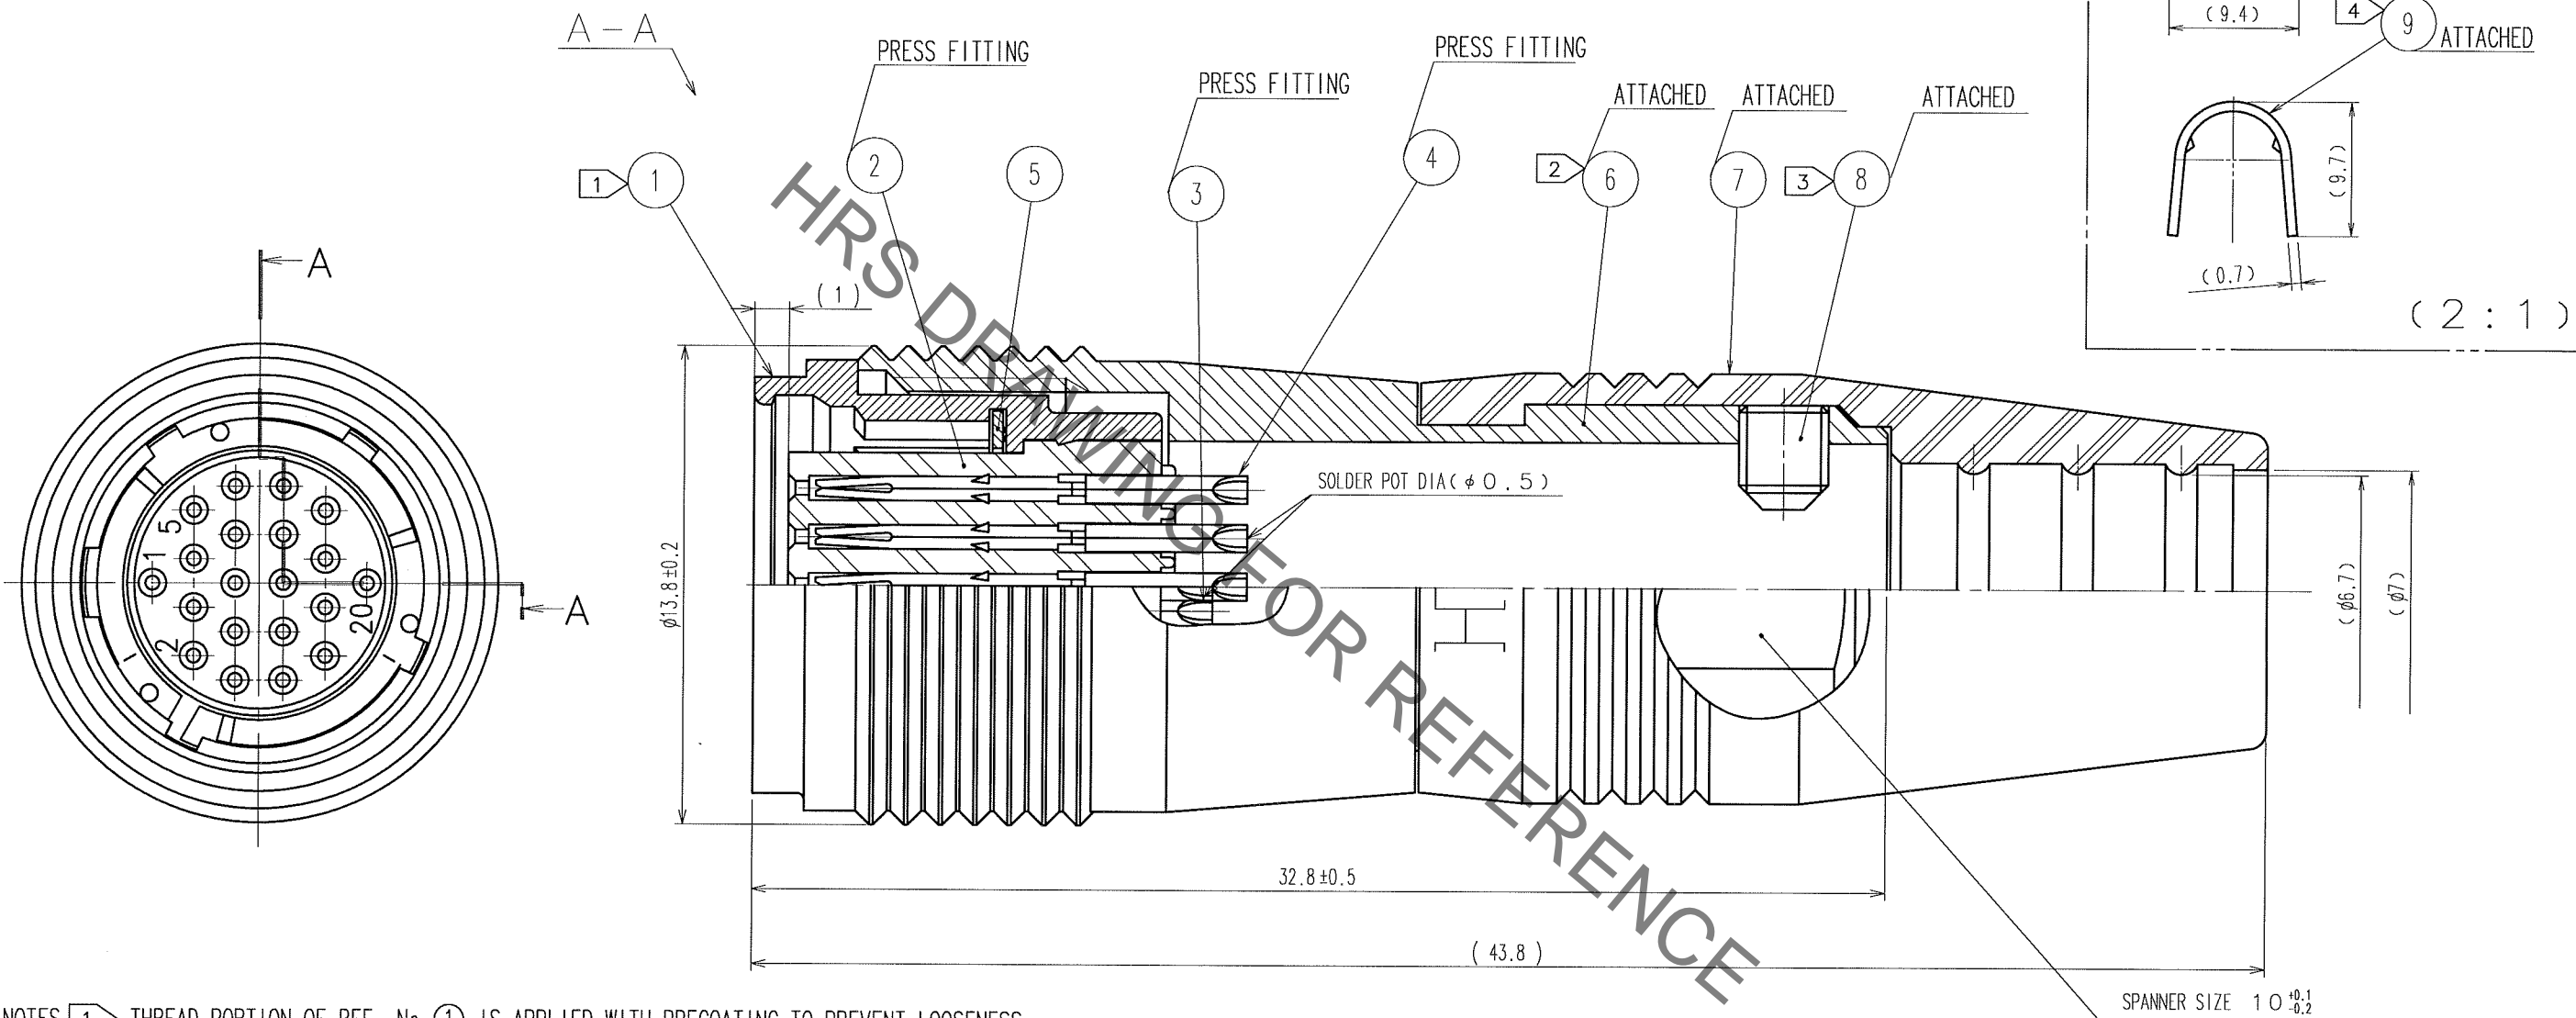 A-A
PRESS FITTING
PRESS FITTING
PRESS FITTING
ATTACHED
ATTACHED
ATTACHED
(9.4)
4
9
ATTACHED
1
1
2
5
3
4
2
6
7
3
8
(9.7)
(0.7)
(2:1)
A
A
(1)
5
1
2
20
φ13.8±0.2
HRS DRAWING FOR REFERENCE
SOLDER POT DIA(φ0.5)
H
(φ6.7)
(φ7)
32.8±0.5
(43.8)
SPANNER SIZE 10 +0.1 -0.2
NOTES 1 THREAD PORTION OF REF. No. 1 IS APPLIED WITH PRECOATING TO PREVENT LOOSENESS